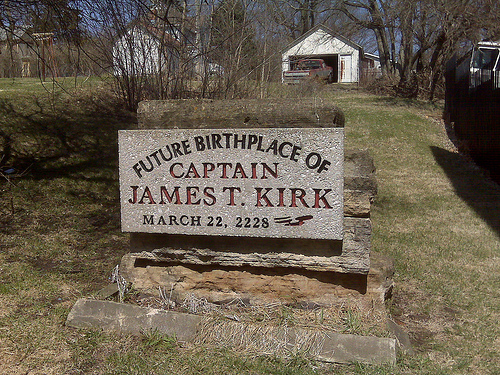 FUTURE BIRTHPLACE OF
CAPTAIN
JAMES T. KIRK
MARCH 22, 2228